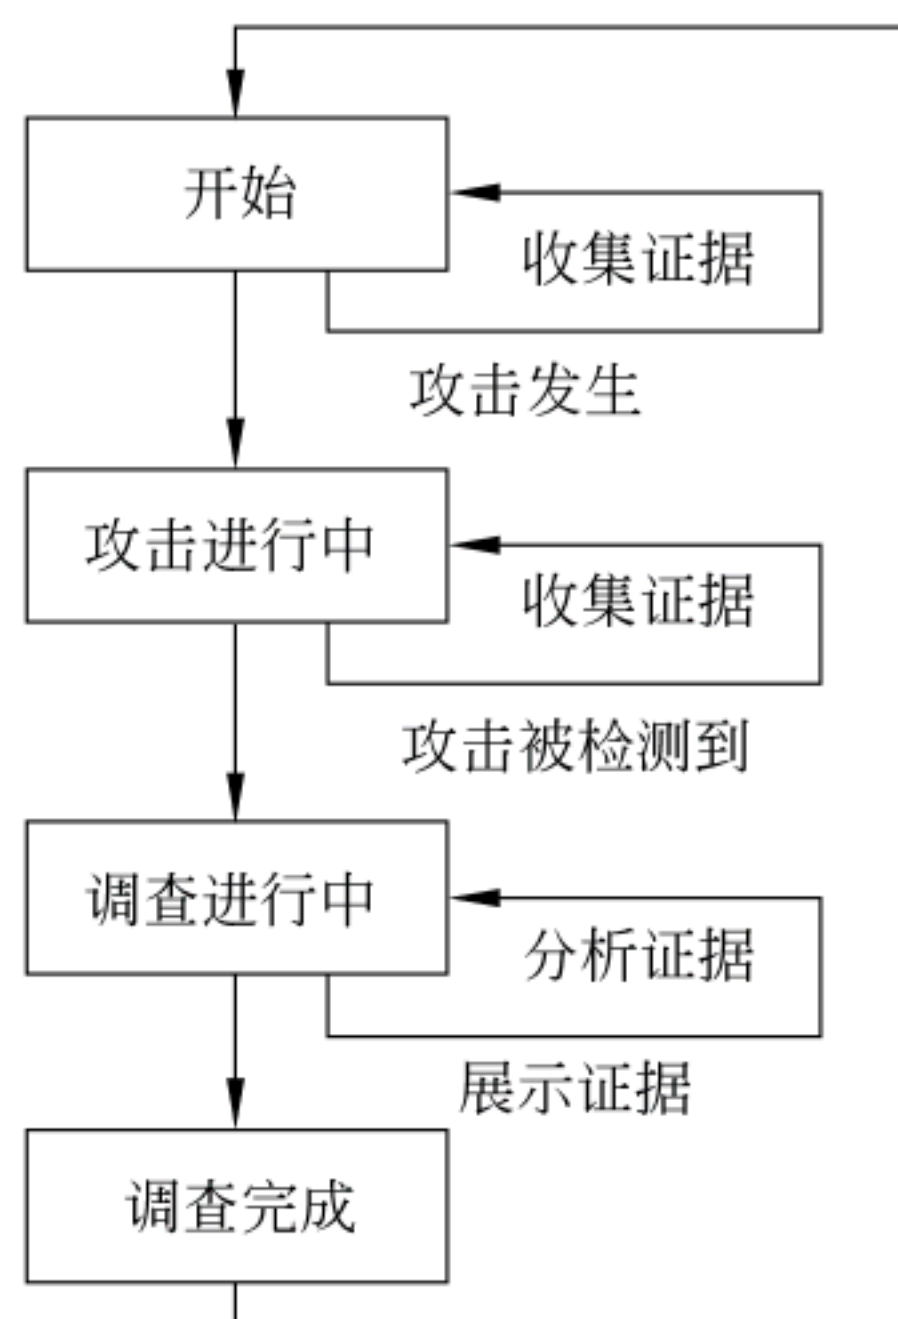 开始
收集证据
攻击发生
攻击进行中
收集证据
攻击被检测到
调查进行中
分析证据
展示证据
调查完成